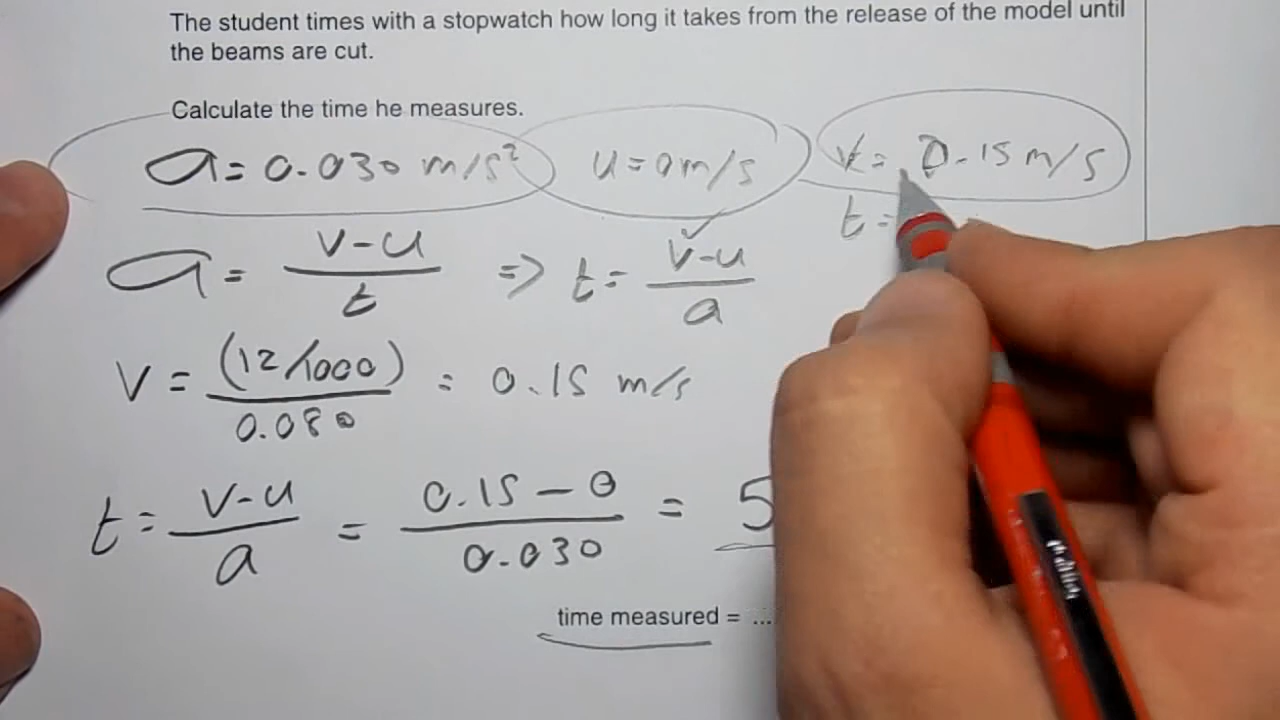 The student times with a stopwatch how long it takes from the release of the model until
the beams are cut.
Calculate the time he measures.
a = 0.030 m/s² u = 0 m/s v = 0.15 m/s
t =
a = v-u / t => t = v-u / a
v = (12/1000) / 0.080 = 0.15 m/s
t = v-u / a = 0.15 - 0 / 0.030 = 5
time measured = ...